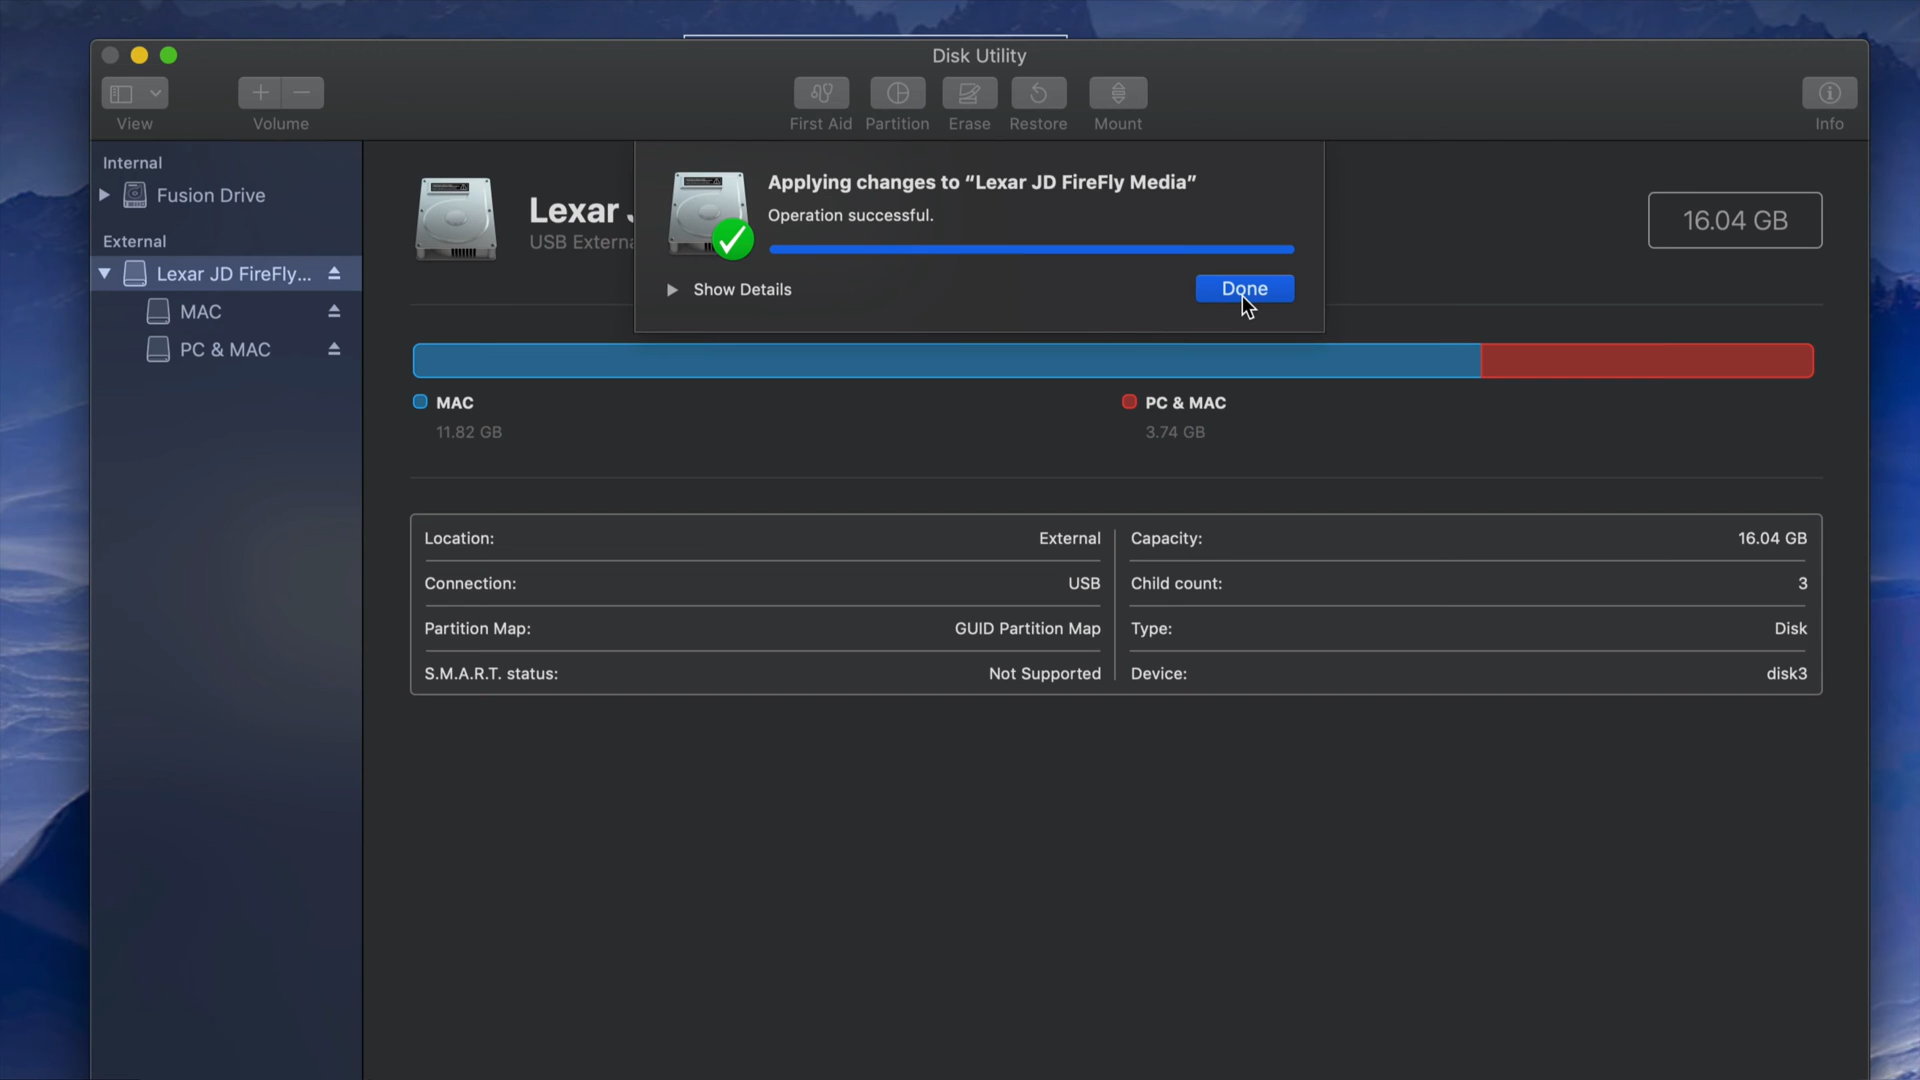 Disk Utility
View
Volume
First Aid
Partition
Erase
Restore
Mount
Info
Internal
Fusion Drive
External
Lexar JD FireFly...
MAC
PC & MAC
Lexar
USB Externa
Applying changes to “Lexar JD FireFly Media”
Operation successful.
Show Details
Done
16.04 GB
MAC
11.82 GB
PC & MAC
3.74 GB
Location: External
Connection: USB
Partition Map: GUID Partition Map
S.M.A.R.T. status: Not Supported
Capacity: 16.04 GB
Child count: 3
Type: Disk
Device: disk3